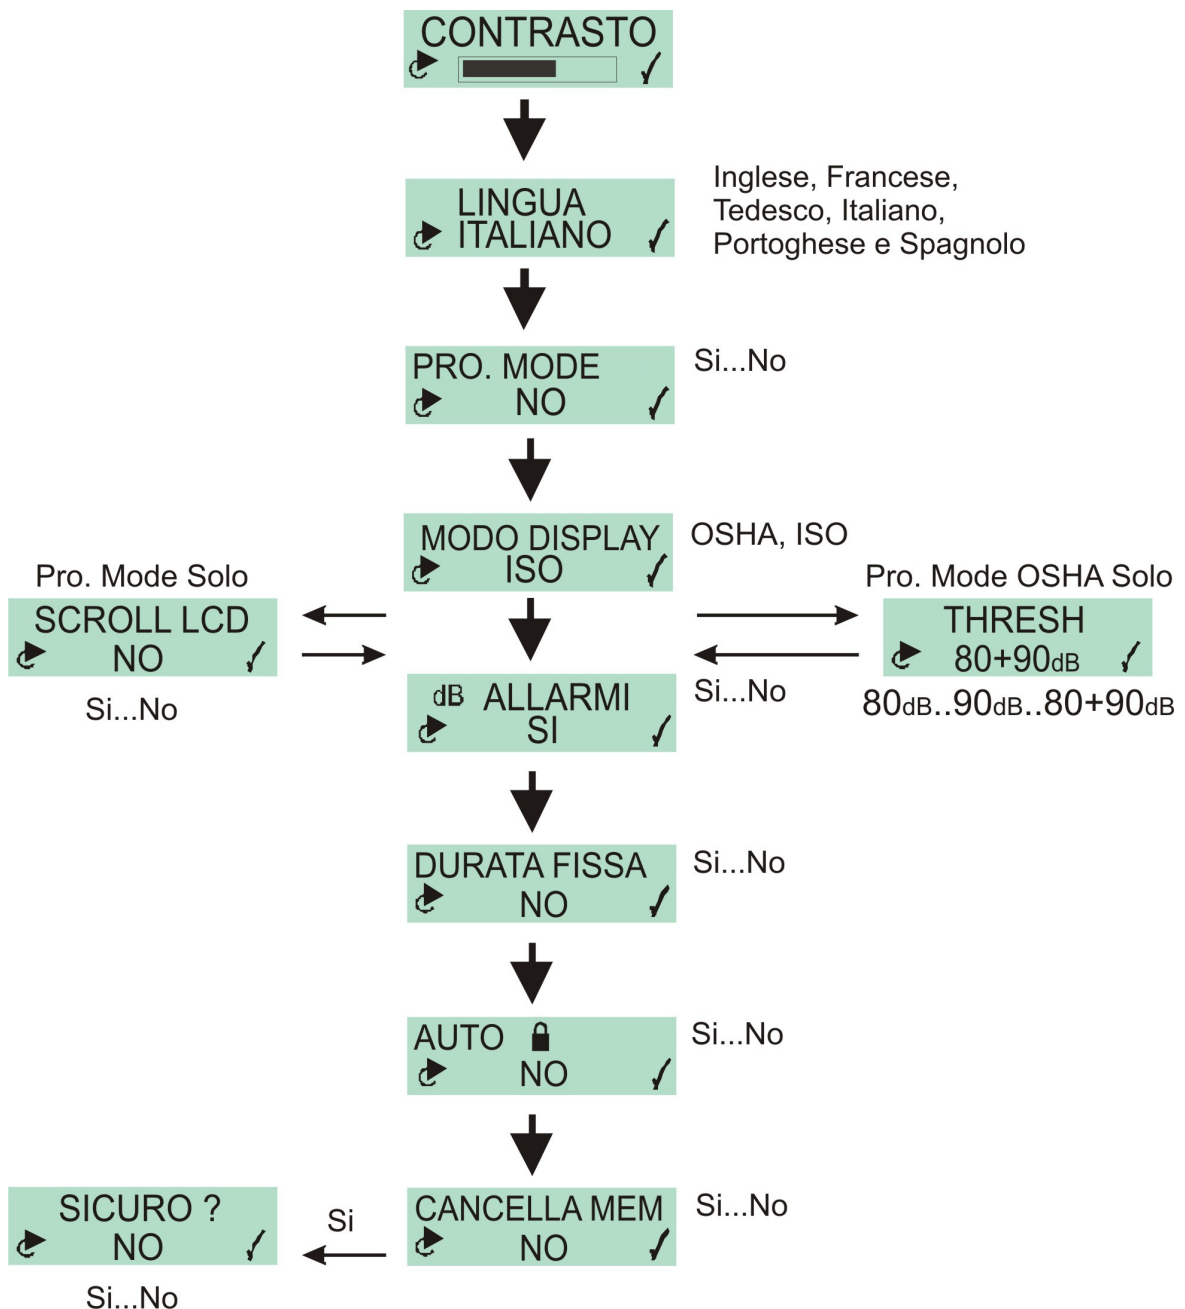 CONTRASTO
LINGUA
ITALIANO
Inglese, Francese,
Tedesco, Italiano,
Portoghese e Spagnolo
PRO. MODE
NO
Si...No
MODO DISPLAY
ISO
OSHA, ISO
Pro. Mode Solo
SCROLL LCD
NO
Si...No
Pro. Mode OSHA Solo
THRESH
80+90dB
80dB..90dB..80+90dB
dB ALLARMI
SI
Si...No
DURATA FISSA
NO
Si...No
AUTO
NO
Si...No
CANCELLA MEM
NO
Si...No
Si
SICURO ?
NO
Si...No